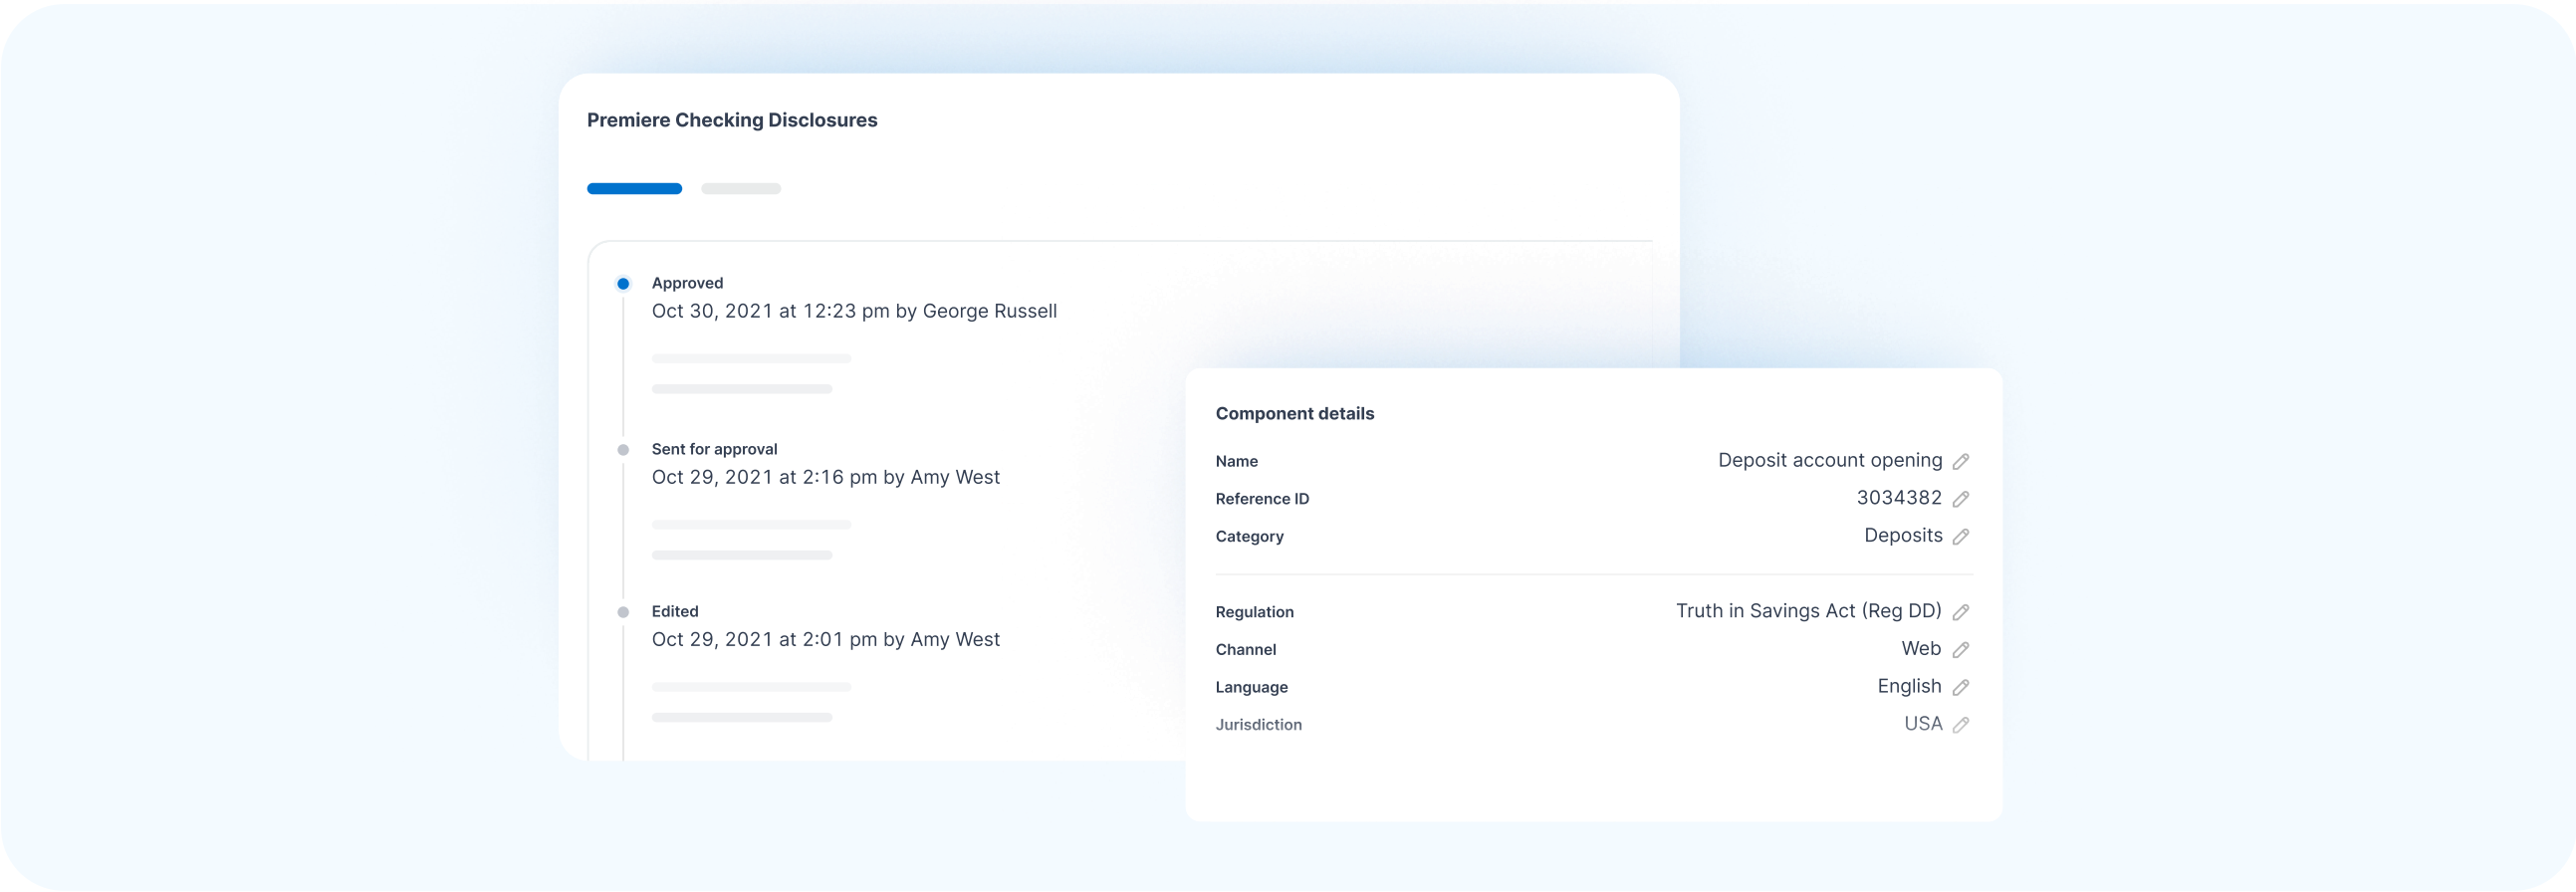 Premiere Checking Disclosures
Approved
Oct 30, 2021 at 12:23 pm by George Russell
Sent for approval
Oct 29, 2021 at 2:16 pm by Amy West
Edited
Oct 29, 2021 at 2:01 pm by Amy West
Component details
Name Deposit account opening
Reference ID 3034382
Category Deposits
Regulation Truth in Savings Act (Reg DD)
Channel Web
Language English
Jurisdiction USA